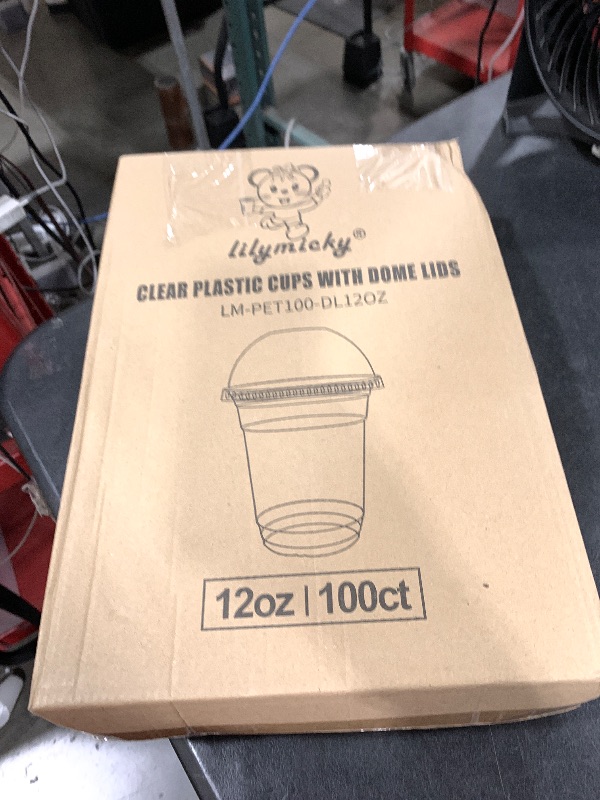 lilymicky®
CLEAR PLASTIC CUPS WITH DOME LIDS
LM-PET100-DL12OZ
12oz | 100ct